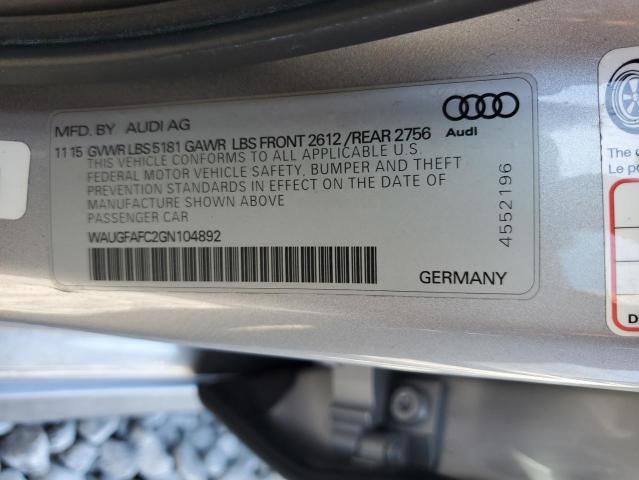 MFD. BY AUDI AG
Audi
11 15 GVWR LBS 5181 GAWR LBS FRONT 2612 /REAR 2756
THIS VEHICLE CONFORMS TO ALL APPLICABLE U.S.
FEDERAL MOTOR VEHICLE SAFETY, BUMPER AND THEFT
PREVENTION STANDARDS IN EFFECT ON THE DATE OF
MANUFACTURE SHOWN ABOVE
PASSENGER CAR
WAUGFAFC2GN104892
GERMANY
4552196
The
Le
D